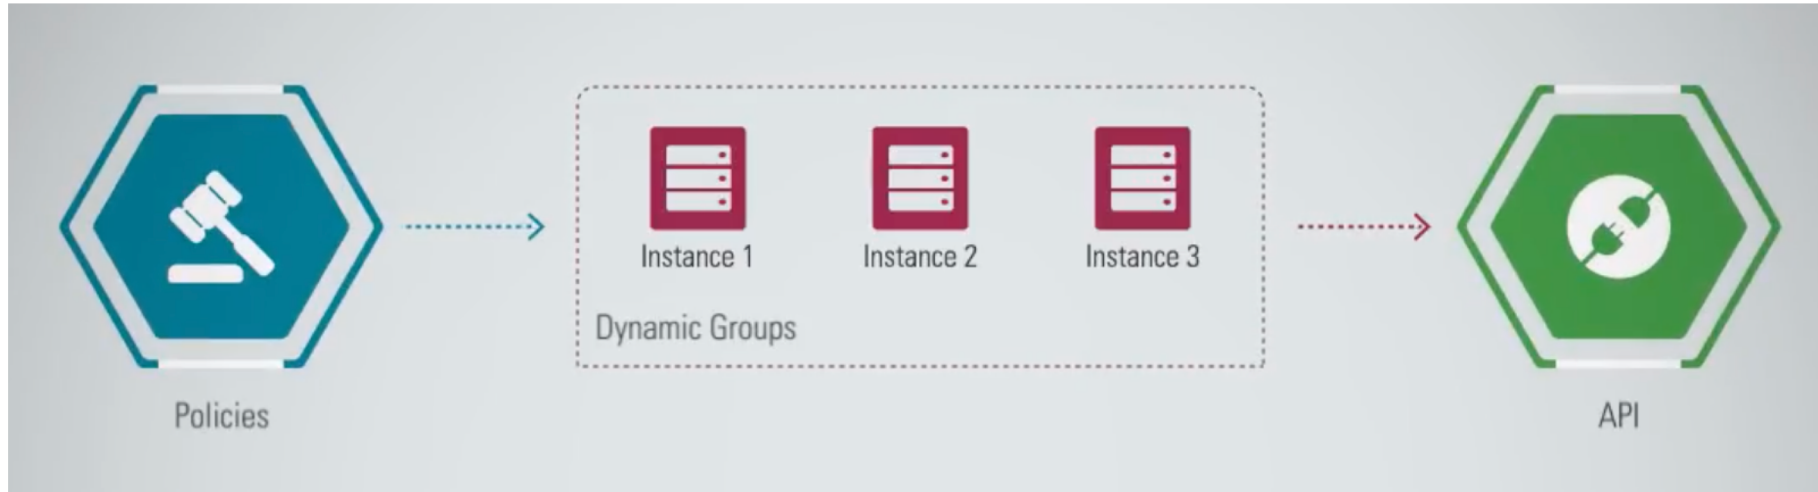 Instance 1
Instance 2
Instance 3
Dynamic Groups
Policies
API